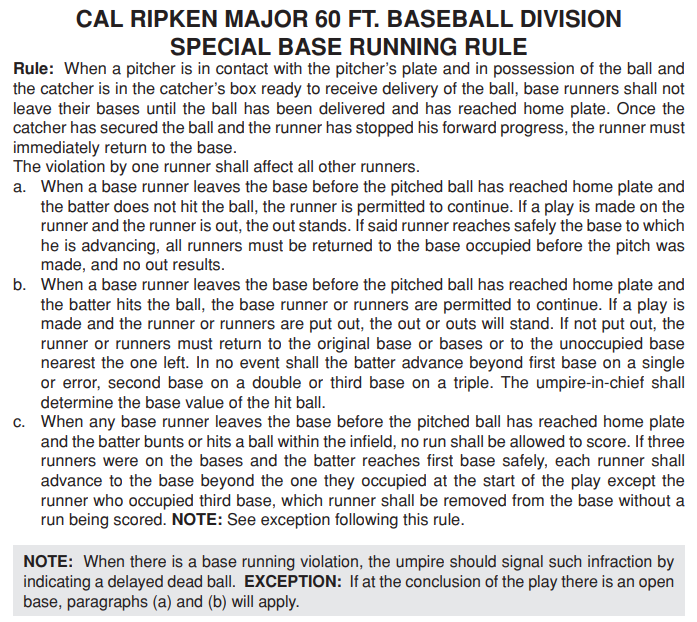 CAL RIPKEN MAJOR 60 FT. BASEBALL DIVISION
SPECIAL BASE RUNNING RULE
Rule: When a pitcher is in contact with the pitcher's plate and in possession of the ball and
the catcher is in the catcher's box ready to receive delivery of the ball, base runners shall not
leave their bases until the ball has been delivered and has reached home plate. Once the
catcher has secured the ball and the runner has stopped his forward progress, the runner must
immediately return to the base.
The violation by one runner shall affect all other runners.
a. When a base runner leaves the base before the pitched ball has reached home plate and
the batter does not hit the ball, the runner is permitted to continue. If a play is made on the
runner and the runner is out, the out stands. If said runner reaches safely the base to which
he is advancing, all runners must be returned to the base occupied before the pitch was
made, and no out results.
b. When a base runner leaves the base before the pitched ball has reached home plate and
the batter hits the ball, the base runner or runners are permitted to continue. If a play is
made and the runner or runners are put out, the out or outs will stand. If not put out, the
runner or runners must return to the original base or bases or to the unoccupied base
nearest the one left. In no event shall the batter advance beyond first base on a single
or error, second base on a double or third base on a triple. The umpire-in-chief shall
determine the base value of the hit ball.
c. When any base runner leaves the base before the pitched ball has reached home plate
and the batter bunts or hits a ball within the infield, no run shall be allowed to score. If three
runners were on the bases and the batter reaches first base safely, each runner shall
advance to the base beyond the one they occupied at the start of the play except the
runner who occupied third base, which runner shall be removed from the base without a
run being scored. NOTE: See exception following this rule.
NOTE: When there is a base running violation, the umpire should signal such infraction by
indicating a delayed dead ball. EXCEPTION: If at the conclusion of the play there is an open
base, paragraphs (a) and (b) will apply.